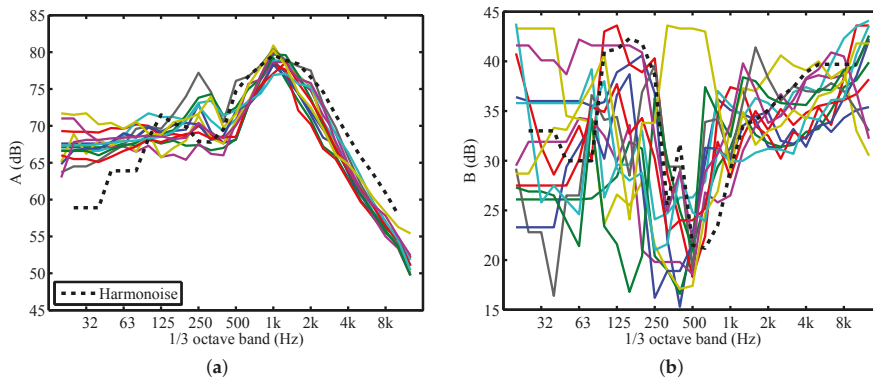 85
80
75
70
65
60
55
50
45
A (dB)
Harmonoise
32 63 125 250 500 1k 2k 4k 8k
1/3 octave band (Hz)
(a)
45
40
35
30
25
20
15
B (dB)
32 63 125 250 500 1k 2k 4k 8k
1/3 octave band (Hz)
(b)